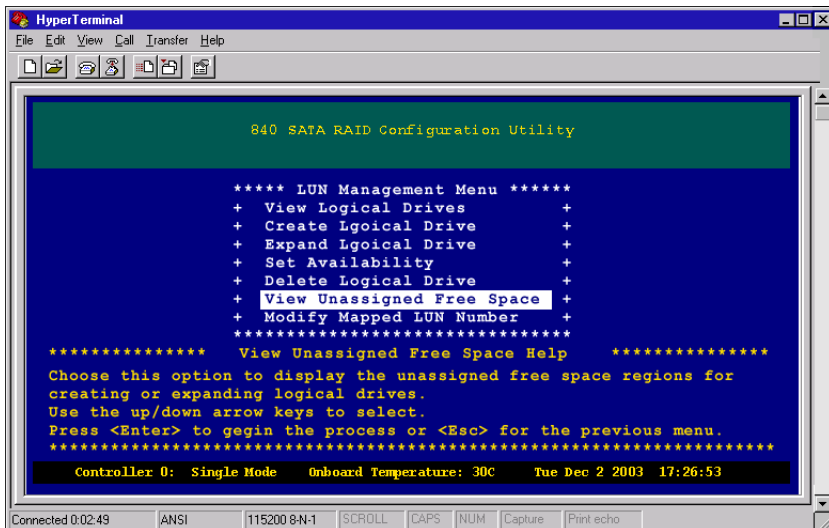 HyperTerminal
File Edit View Call Transfer Help
840 SATA RAID Configuration Utility
***** LUN Management Menu ******
+ View Logical Drives +
+ Create Lgoical Drive +
+ Expand Lgoical Drive +
+ Set Availability +
+ Delete Logical Drive +
+ View Unassigned Free Space +
+ Modify Mapped LUN Number +
*********************************
*************** View Unassigned Free Space Help ***************
Choose this option to display the unassigned free space regions for
creating or expanding logical drives.
Use the up/down arrow keys to select.
Press <Enter> to gegin the process or <Esc> for the previous menu.
***********************************************************************
Controller 0: Single Mode Onboard Temperature: 30C Tue Dec 2 2003 17:26:53
Connected 0:02:49 ANSI 115200 8-N-1 SCROLL CAPS NUM Capture Print echo